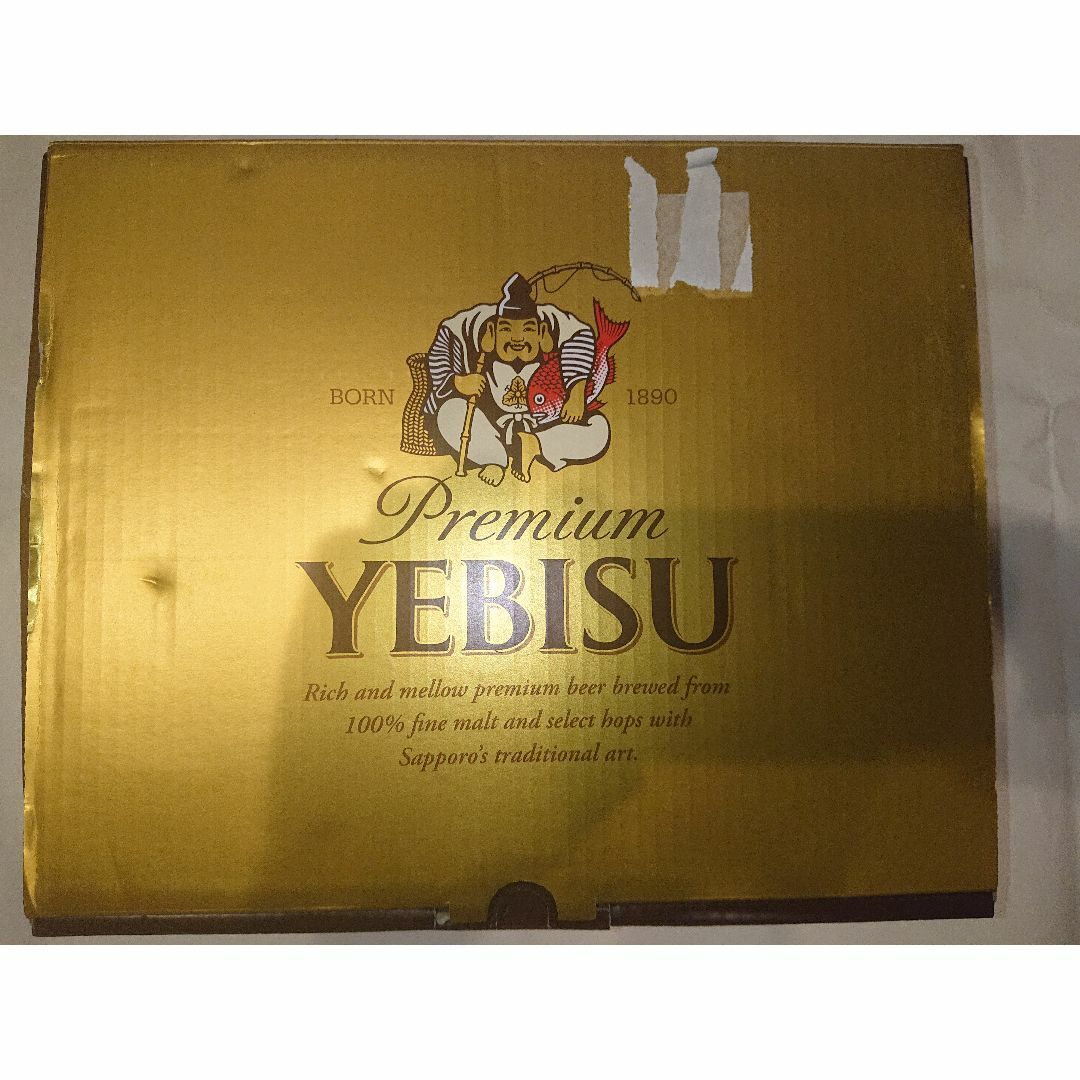 BORN 1890
Premium
YEBISU
Rich and mellow premium beer brewed from
100% fine malt and select hops with
Sapporo's traditional art.